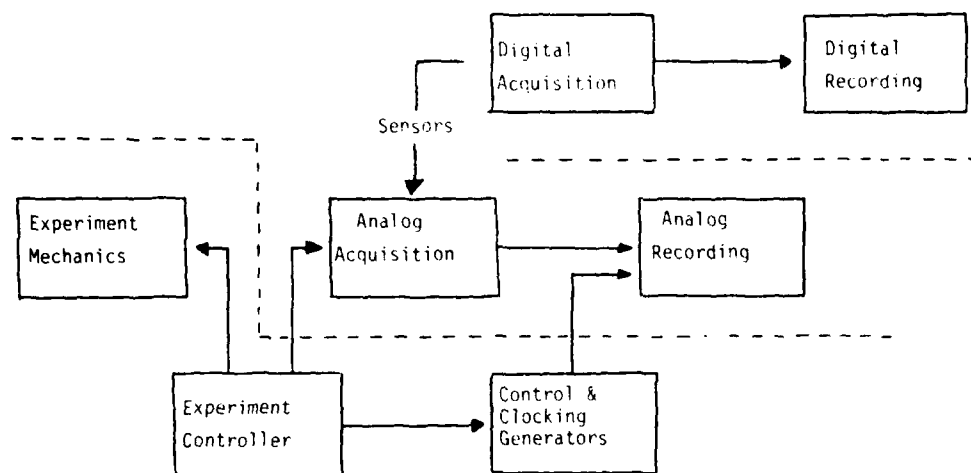 Digital
Acquisition
Digital
Recording
Sensors
Experiment
Mechanics
Analog
Acquisition
Analog
Recording
Experiment
Controller
Control &
Clocking
Generators